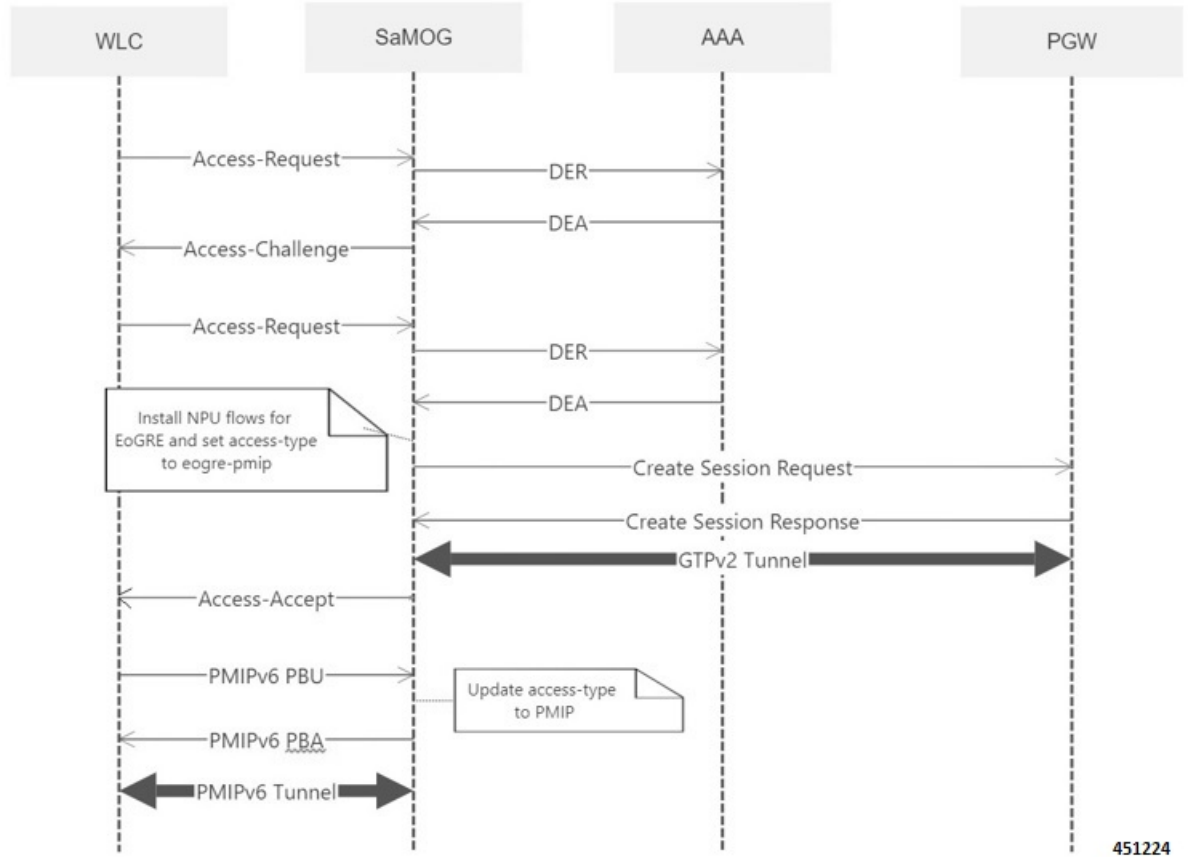 WLC
SaMOG
AAA
PGW
Access-Request
DER
DEA
Access-Challenge
Access-Request
DER
DEA
Install NPU flows for
EoGRE and set access-type
to eogre-pmip
Create Session Request
Create Session Response
GTPv2 Tunnel
Access-Accept
PMIPv6 PBU
Update access-type
to PMIP
PMIPv6 PBA
PMIPv6 Tunnel
451224